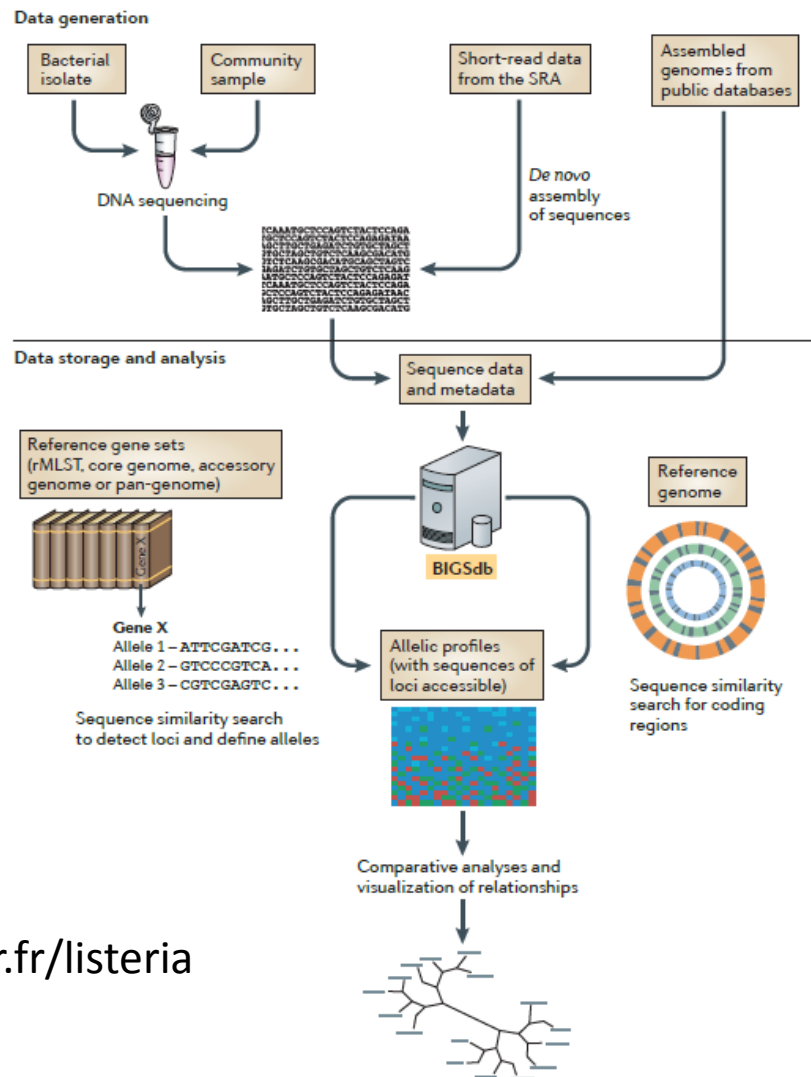 Data generation
Bacterial
isolate
Community
sample
Short-read data
from the SRA
Assembled
genomes from
public databases
DNA sequencing
De novo
assembly
of sequences
TCAAATGCTCCAGTCTACTCCAGA
TGCTCCAGTCTACTCCAGAGATAA
AGCTTGCTGAGATCTGTGCTAGCT
GTGCTAGCTGTCTCAAGCGACATG
Data storage and analysis
Sequence data
and metadata
Reference gene sets
(rMLST, core genome, accessory
genome or pan-genome)
Gene X
Reference
genome
BIGSdb
Gene X
Allele 1 – ATTCGATCG...
Allele 2 – GTCCCGTCA...
Allele 3 – CGTCGAGTC...
Allelic profiles
(with sequences of
loci accessible)
Sequence similarity search
to detect loci and define alleles
Sequence similarity
search for coding
regions
Comparative analyses and
visualization of relationships
r.fr/listeria